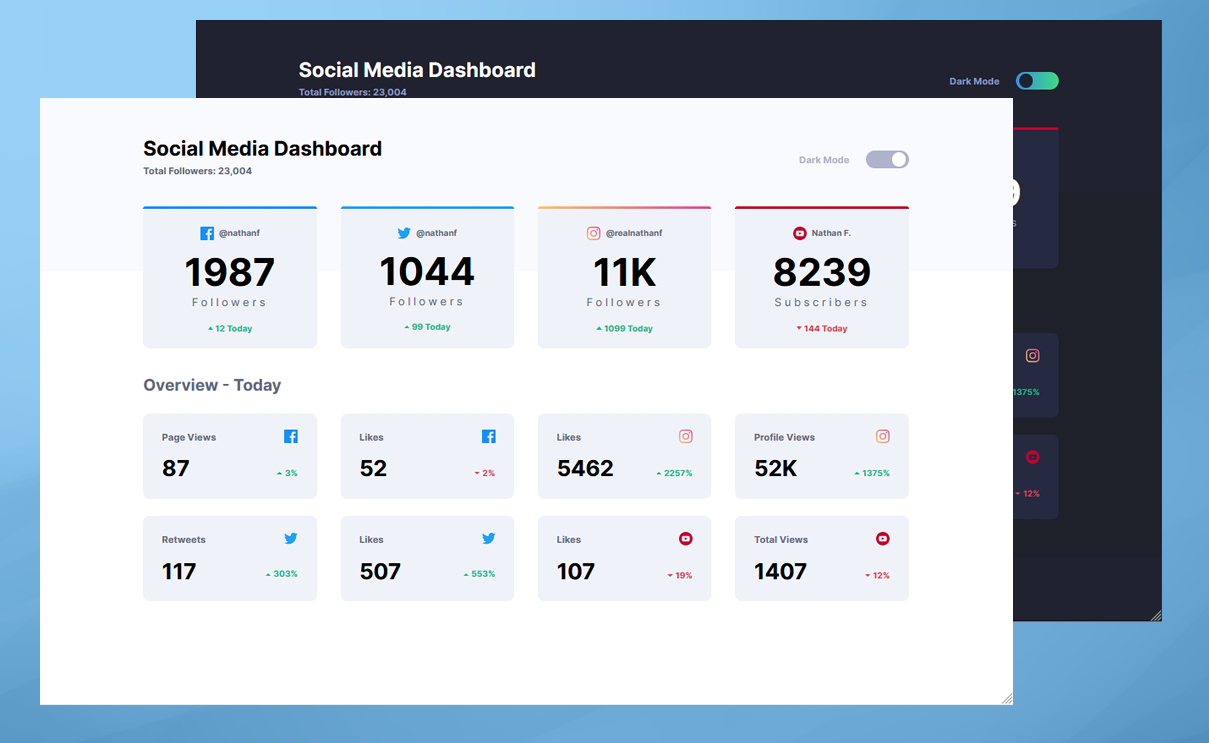 Social Media Dashboard
Total Followers: 23,004
Dark Mode
Social Media Dashboard
Total Followers: 23,004
Dark Mode
@nathanf
@nathanf
@realnathanf
Nathan F.
1987
1044
11K
8239
Followers
Followers
Followers
Subscribers
12 Today
99 Today
1099 Today
144 Today
Overview - Today
Page Views
Likes
Likes
Profile Views
87
3%
52
2%
5462
2257%
52K
1375%
1375%
Retweets
Likes
Likes
Total Views
117
303%
507
553%
107
19%
1407
12%
12%